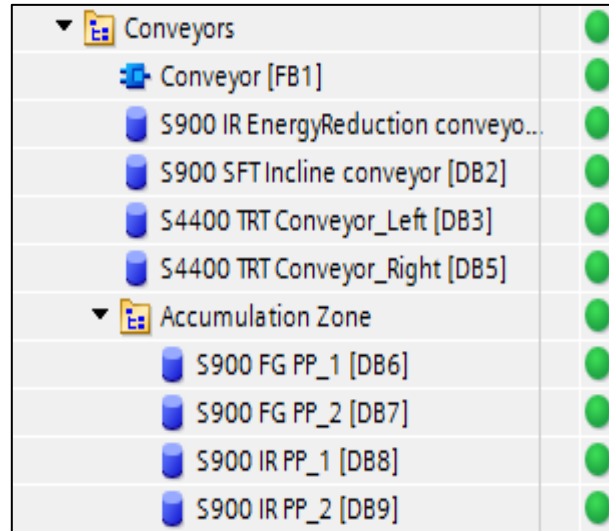 Conveyors
Conveyor [FB1]
S900 IR EnergyReduction conveyo...
S900 SFT Incline conveyor [DB2]
S4400 TRT Conveyor_Left [DB3]
S4400 TRT Conveyor_Right [DB5]
Accumulation Zone
S900 FG PP_1 [DB6]
S900 FG PP_2 [DB7]
S900 IR PP_1 [DB8]
S900 IR PP_2 [DB9]